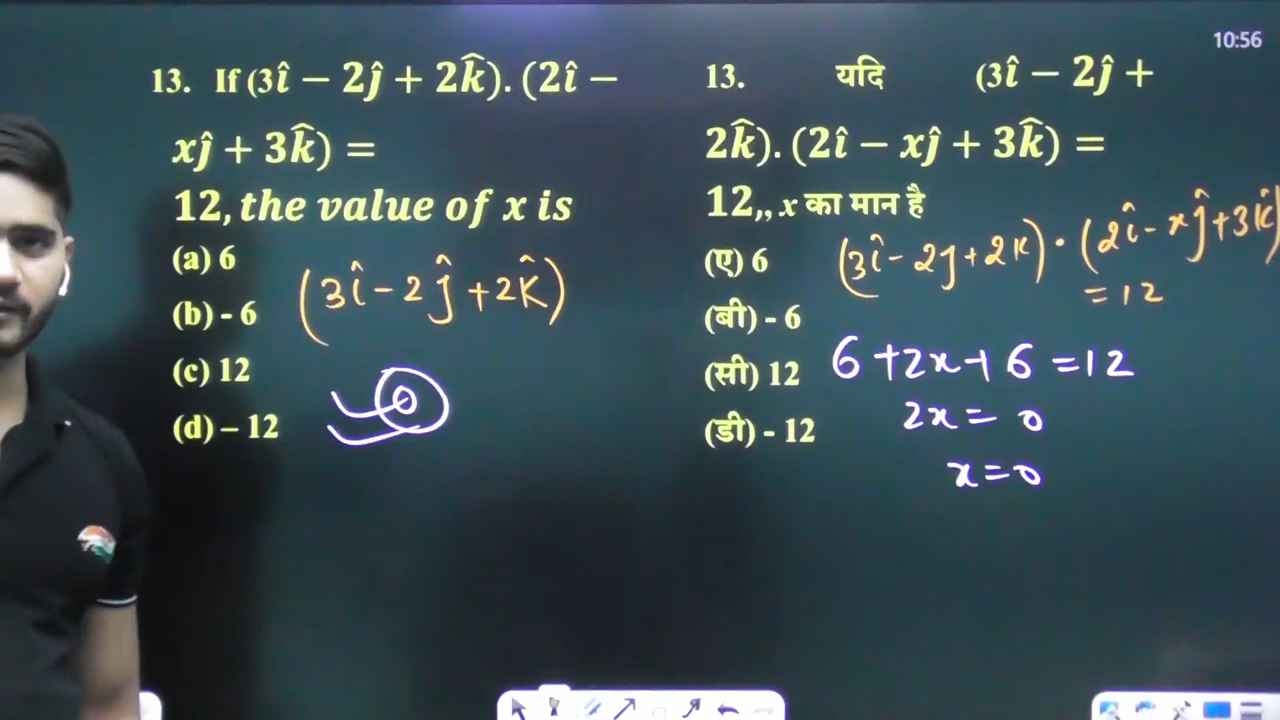 10:56
13. If (3î − 2ĵ + 2k̂). (2î −
xĵ + 3k̂) =
12, the value of x is
(a) 6
(b) - 6
(c) 12
(d) – 12
(3î - 2ĵ + 2k̂)
0
13. यदि (3î − 2ĵ +
2k̂). (2î − xĵ + 3k̂) =
12,, x का मान है
(ए) 6
(बी) - 6
(सी) 12
(डी) - 12
(3î - 2j + 2k) · (2î - xĵ + 3k̂)
= 12
6 + 2x + 6 = 12
2x = 0
x = 0